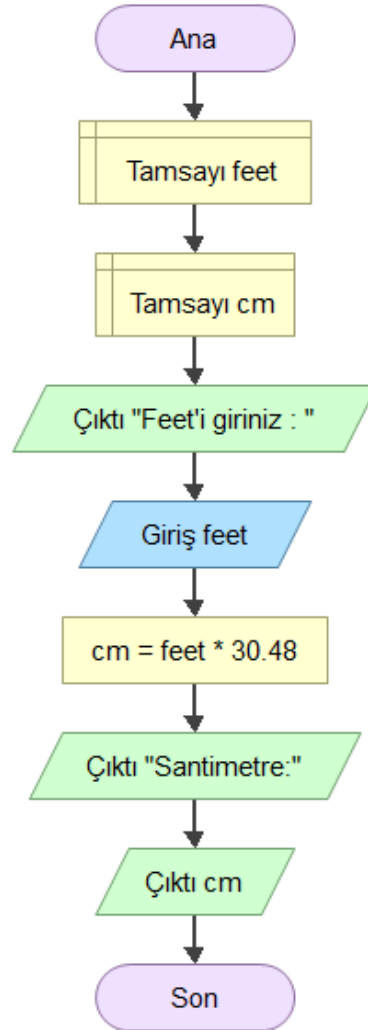 Ana
Tamsayı feet
Tamsayı cm
Çıktı "Feet'i giriniz : "
Giriş feet
cm = feet * 30.48
Çıktı "Santimetre:"
Çıktı cm
Son